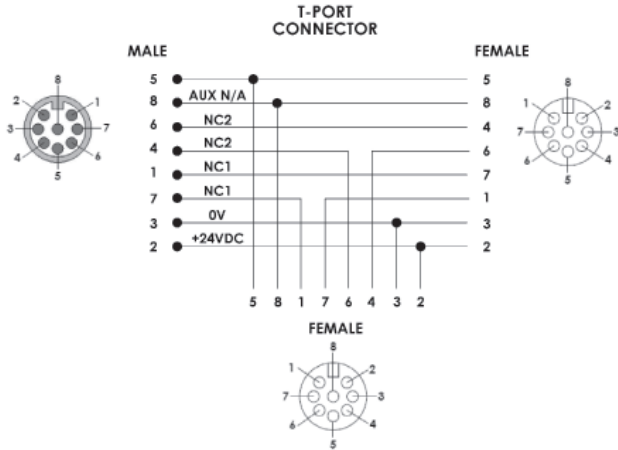 T-PORT
CONNECTOR
MALE
FEMALE
5 5
8 AUX N/A 8
6 NC2 4
4 NC2 6
1 NC1 7
7 NC1 1
3 0V 3
2 +24VDC 2
8
2 1
3 7
4 6
5
8
1 2
7 3
6 4
5
5 8 1 7 6 4 3 2
FEMALE
8
1 2
7 3
6 4
5